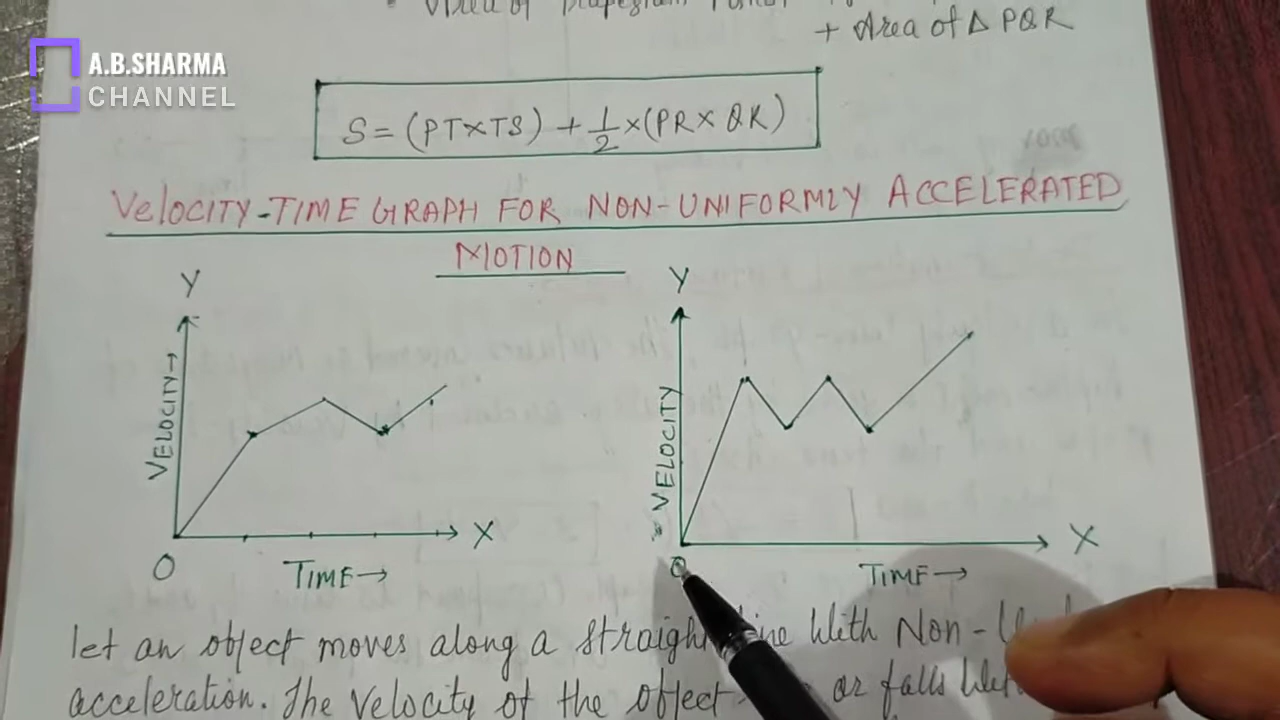 A.B.SHARMA
CHANNEL
Area of
+ Area of Δ PQR
S = (PT×TS) + 1/2 ×(PR× QR)
VELOCITY-TIME GRAPH FOR NON-UNIFORMLY ACCELERATED
MOTION
Y
VELOCITY→
O
TIME→
X
Y
VELOCITY
O
TIME→
X
let an object moves along a straight line With Non-
acceleration. The Velocity of the object or falls